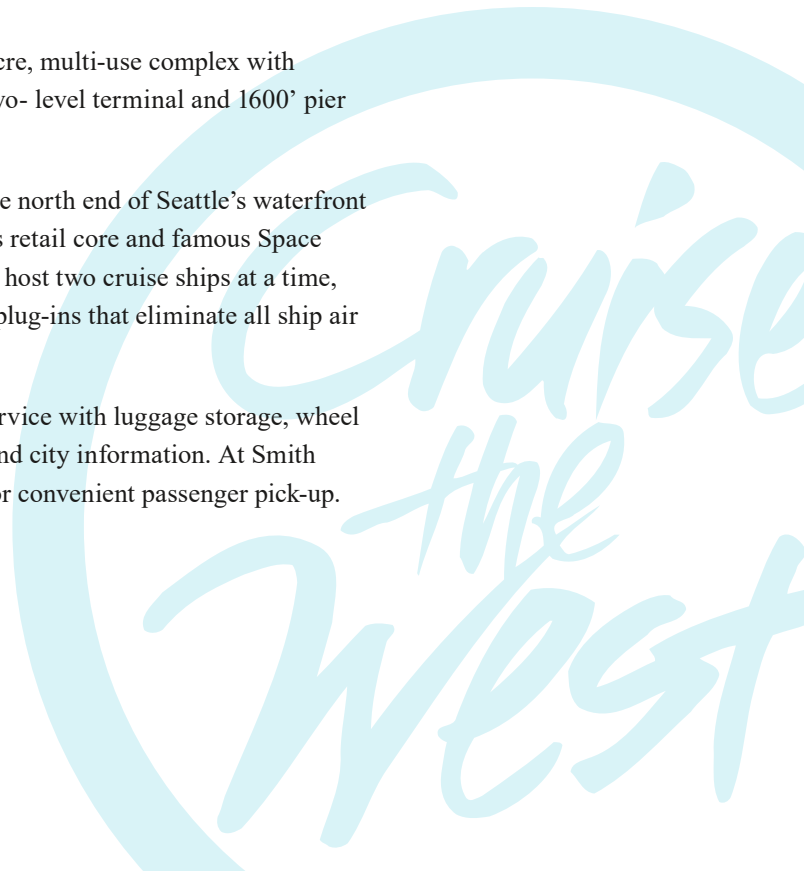 cre, multi-use complex with
vo- level terminal and 1600’ pier
e north end of Seattle’s waterfront
s retail core and famous Space
host two cruise ships at a time,
plug-ins that eliminate all ship air
rvice with luggage storage, wheel
nd city information. At Smith
or convenient passenger pick-up.
Cruise
the
West